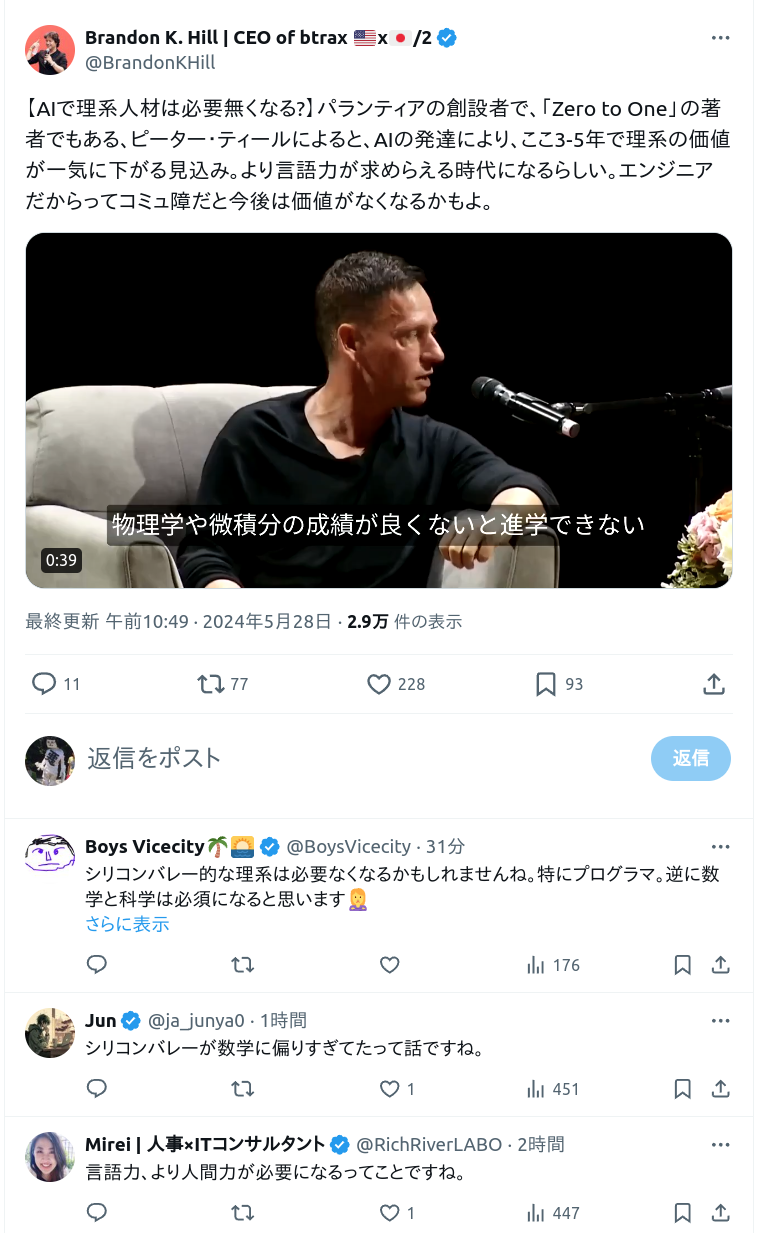 Brandon K. Hill | CEO of btrax 🇺🇸x🇯🇵/2
@BrandonKHill
【AIで理系人材は必要無くなる?】パランティアの創設者で、「Zero to One」の著
者でもある、ピーター・ティールによると、AIの発達により、ここ3-5年で理系の価値
が一気に下がる見込み。より言語力が求めらえる時代になるらしい。エンジニア
だからってコミュ障だと今後は価値がなくなるかもよ。
物理学や微積分の成績が良くないと進学できない
0:39
最終更新 午前10:49 · 2024年5月28日 · 2.9万 件の表示
11 77 228 93
返信をポスト 返信
Boys Vicecity🌴🌅 @BoysVicecity · 31分
シリコンバレー的な理系は必要なくなるかもしれませんね。特にプログラマ。逆に数
学と科学は必須になると思います🤦‍♀️
さらに表示
176
Jun @ja_junya0 · 1時間
シリコンバレーが数学に偏りすぎてたって話ですね。
1 451
Mirei | 人事×ITコンサルタント @RichRiverLABO · 2時間
言語力、より人間力が必要になるってことですね。
1 447